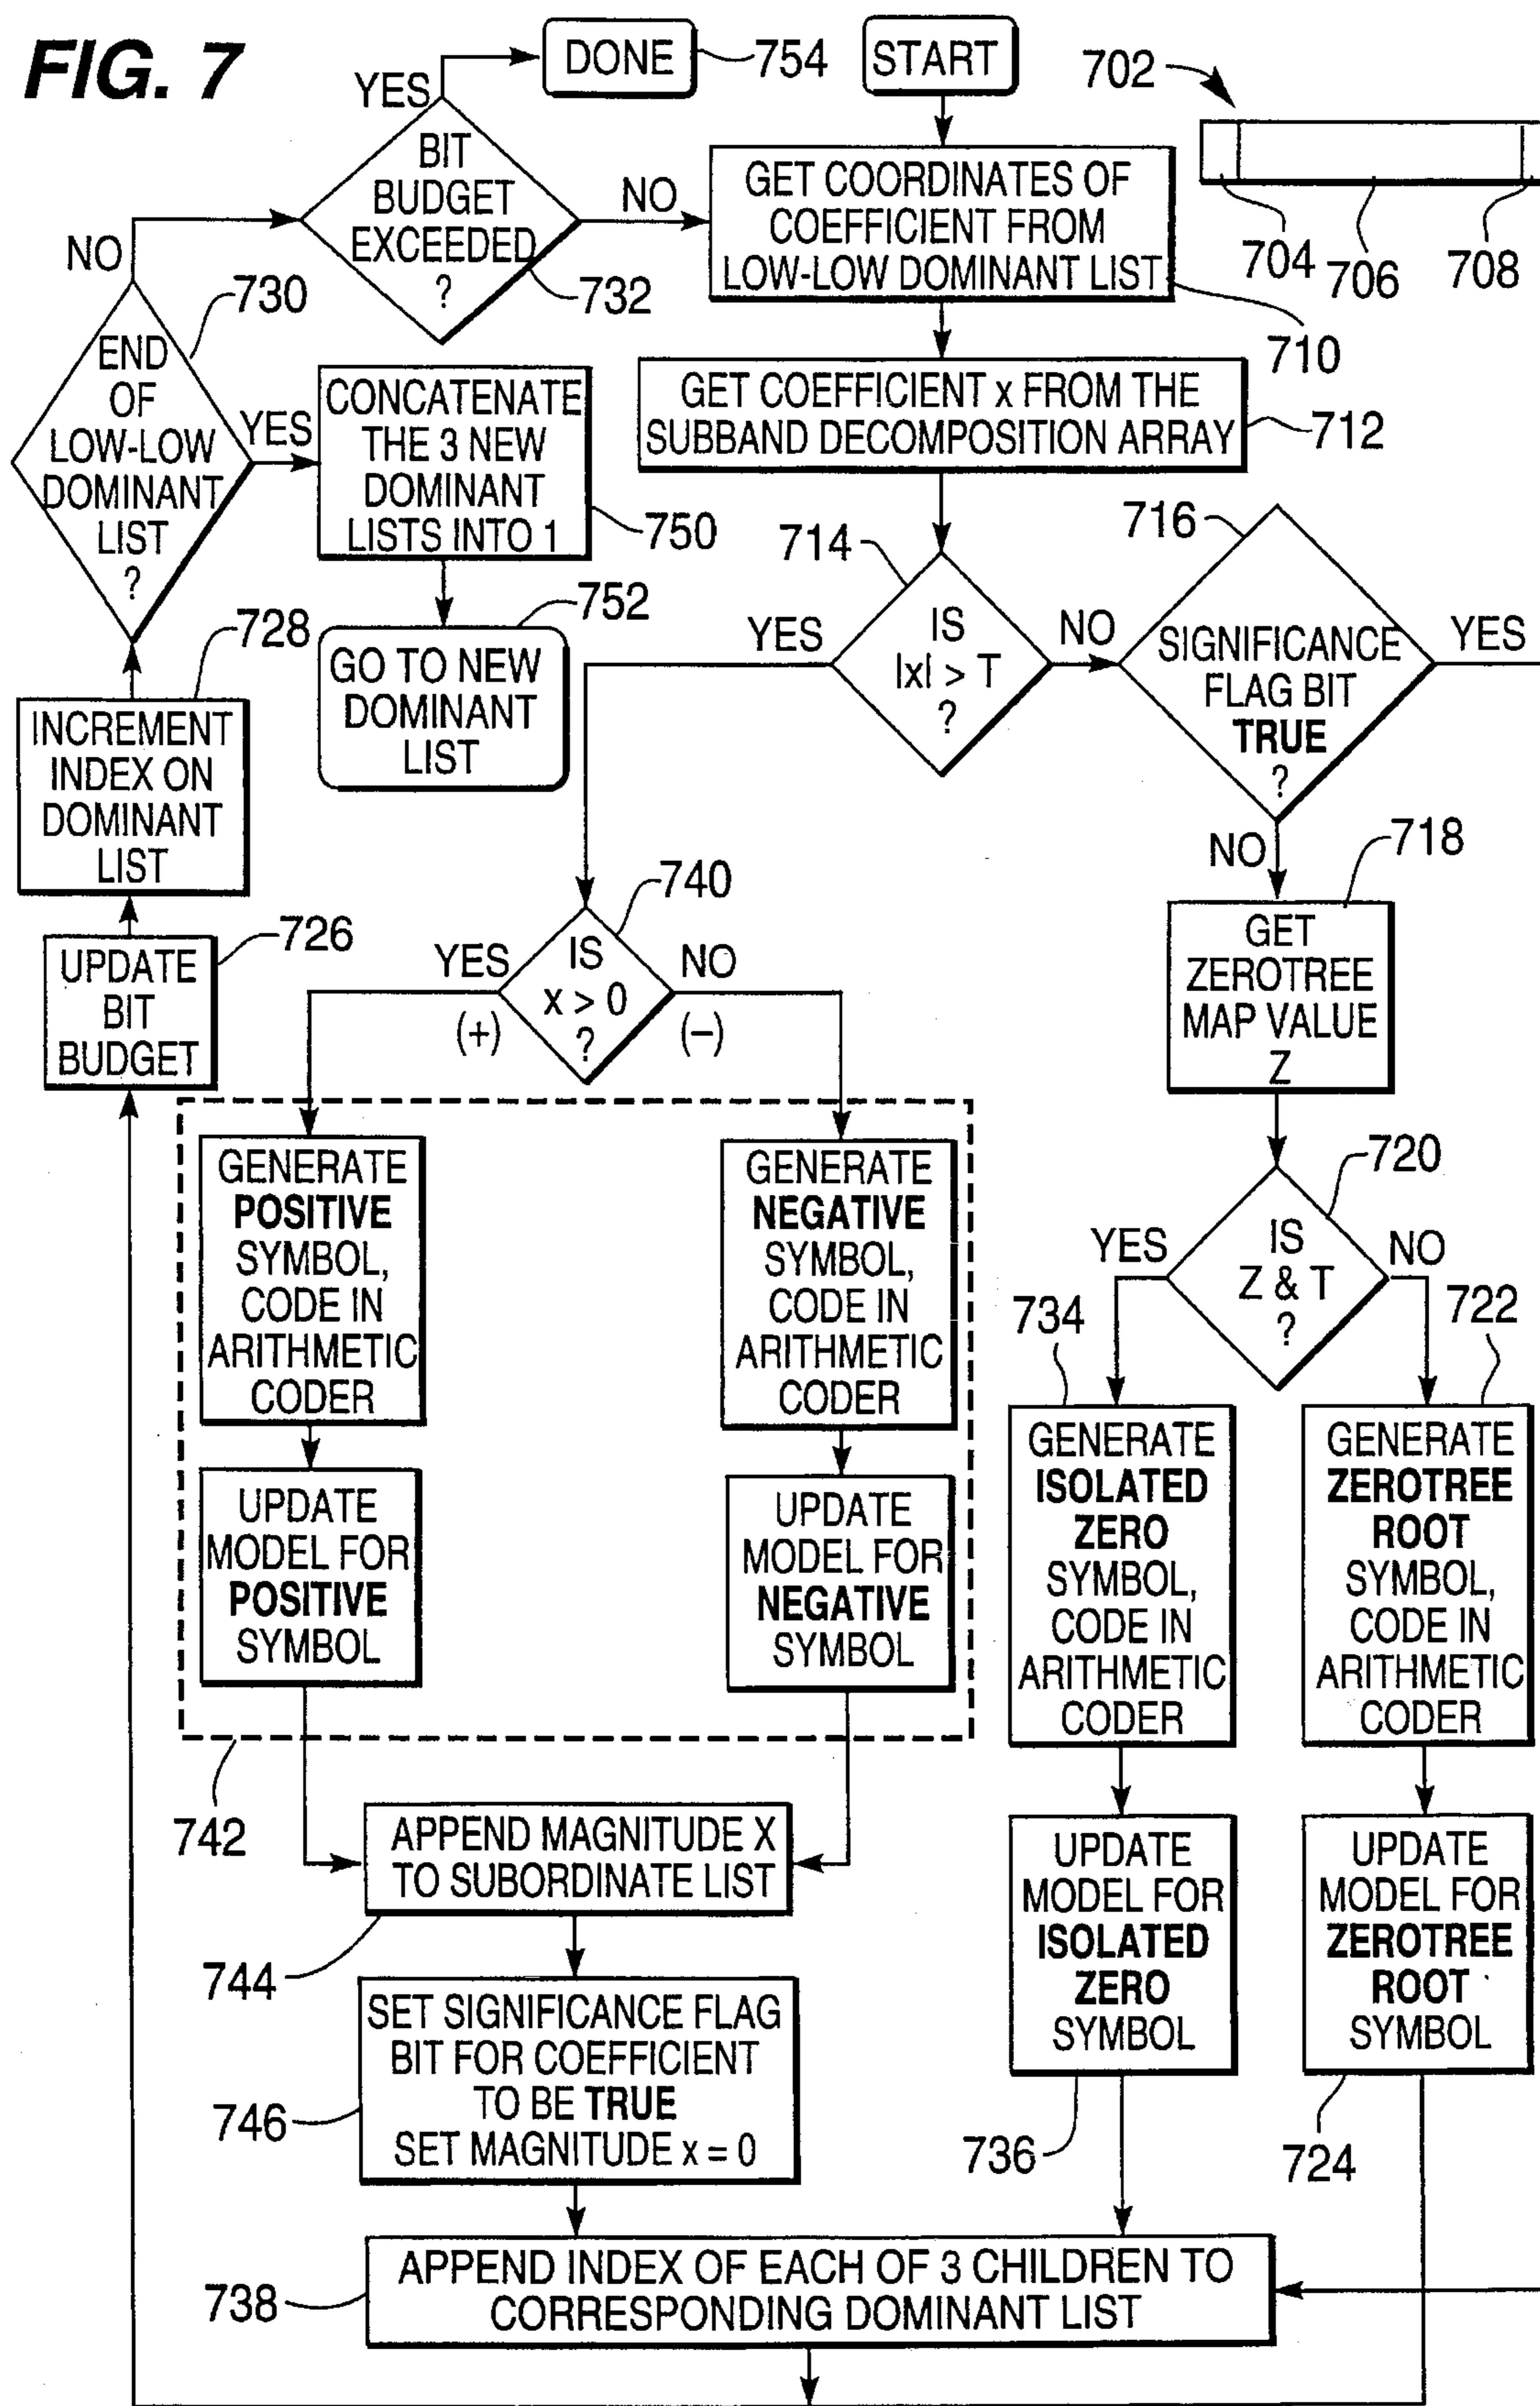 FIG. 7
DONE
754
START
702
704
706
708
YES
BIT
BUDGET
EXCEEDED
?
732
NO
GET COORDINATES OF
COEFFICIENT FROM
LOW-LOW DOMINANT LIST
710
NO
730
END
OF
LOW-LOW
DOMINANT
LIST
?
YES
CONCATENATE
THE 3 NEW
DOMINANT
LISTS INTO 1
750
GET COEFFICIENT x FROM THE
SUBBAND DECOMPOSITION ARRAY
712
752
GO TO NEW
DOMINANT
LIST
714
YES
IS
|x| > T
?
NO
716
SIGNIFICANCE
FLAG BIT
TRUE
?
YES
NO
728
INCREMENT
INDEX ON
DOMINANT
LIST
726
UPDATE
BIT
BUDGET
740
YES
(+)
IS
x > 0
?
NO
(–)
718
GET
ZEROTREE
MAP VALUE
Z
720
YES
IS
Z & T
?
NO
GENERATE
POSITIVE
SYMBOL,
CODE IN
ARITHMETIC
CODER
GENERATE
NEGATIVE
SYMBOL,
CODE IN
ARITHMETIC
CODER
734
GENERATE
ISOLATED
ZERO
SYMBOL,
CODE IN
ARITHMETIC
CODER
722
GENERATE
ZEROTREE
ROOT
SYMBOL,
CODE IN
ARITHMETIC
CODER
UPDATE
MODEL FOR
POSITIVE
SYMBOL
UPDATE
MODEL FOR
NEGATIVE
SYMBOL
742
APPEND MAGNITUDE X
TO SUBORDINATE LIST
744
UPDATE
MODEL FOR
ISOLATED
ZERO
SYMBOL
736
UPDATE
MODEL FOR
ZEROTREE
ROOT
SYMBOL
724
SET SIGNIFICANCE FLAG
BIT FOR COEFFICIENT
TO BE TRUE
SET MAGNITUDE x = 0
746
APPEND INDEX OF EACH OF 3 CHILDREN TO
CORRESPONDING DOMINANT LIST
738